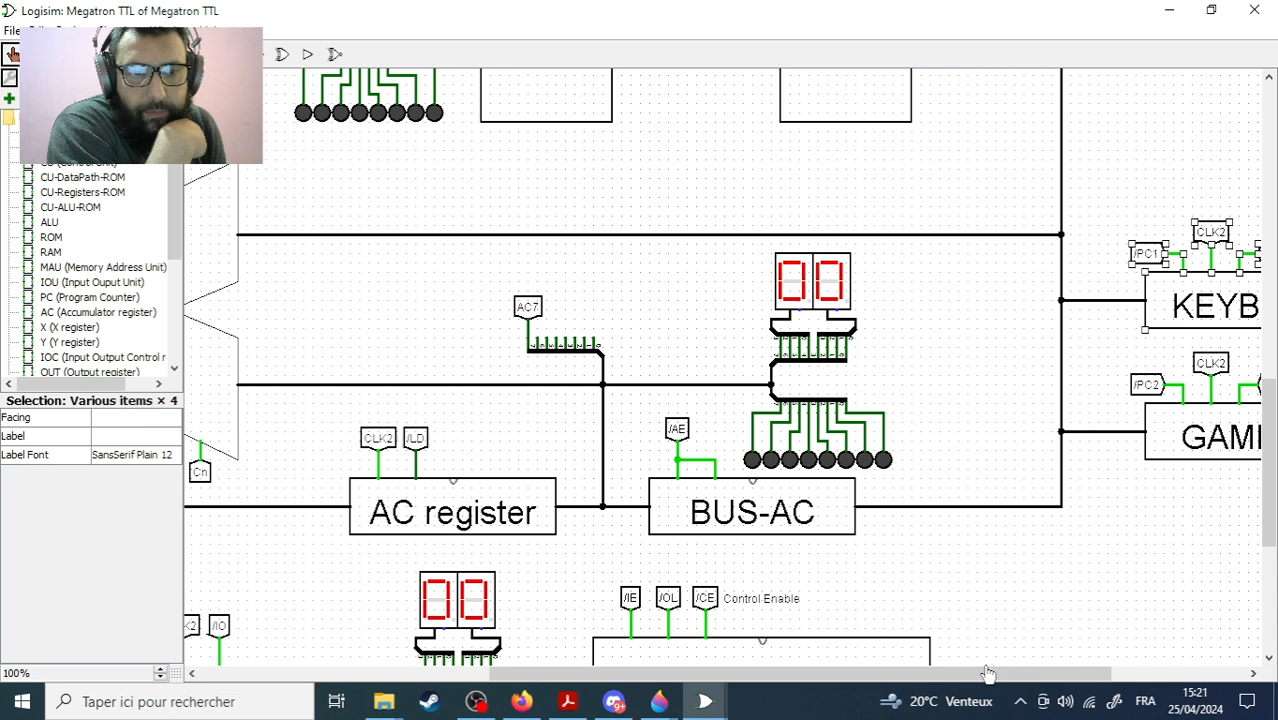 Logisim: Megatron TTL of Megatron TTL
File
CU-DataPath-ROM
CU-Registers-ROM
CU-ALU-ROM
ALU
ROM
RAM
MAU (Memory Address Unit)
IOU (Input Ouput Unit)
PC (Program Counter)
AC (Accumulator register)
X (X register)
Y (Y register)
IOC (Input Output Control r
OUT (Output register)
Selection: Various items × 4
Facing
Label
Label Font
SansSerif Plain 12
100%
AC7
00
CLK2
/LD
/AE
Cn
AC register
BUS-AC
00
/IO
/IE
/OL
/CE
Control Enable
CLK2
/PC1
KEYB
CLK2
/PC2
GAM
Taper ici pour rechercher
9+
20°C Venteux
FRA
15:21
25/04/2024